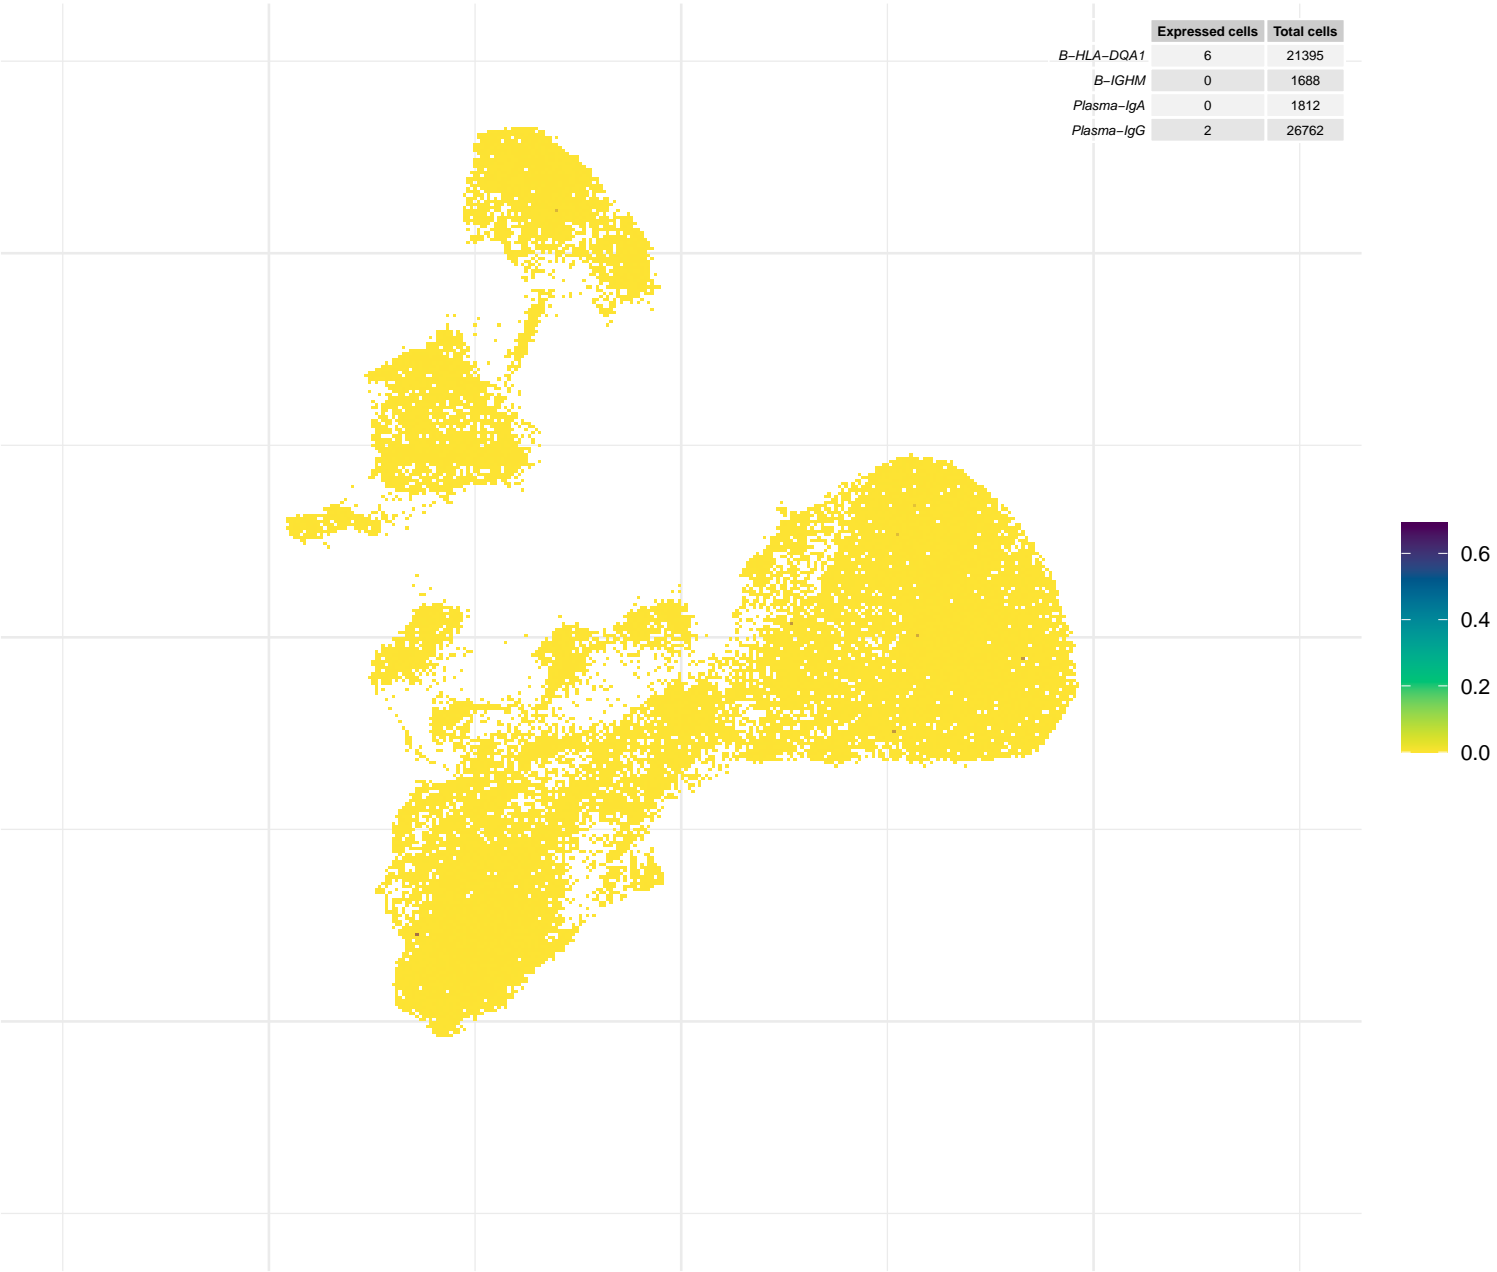 Expressed cells Total cells
B−HLA−DQA1 6 21395
B−IGHM 0 1688
Plasma−IgA 0 1812
Plasma−IgG 2 26762
0.6
0.4
0.2
0.0